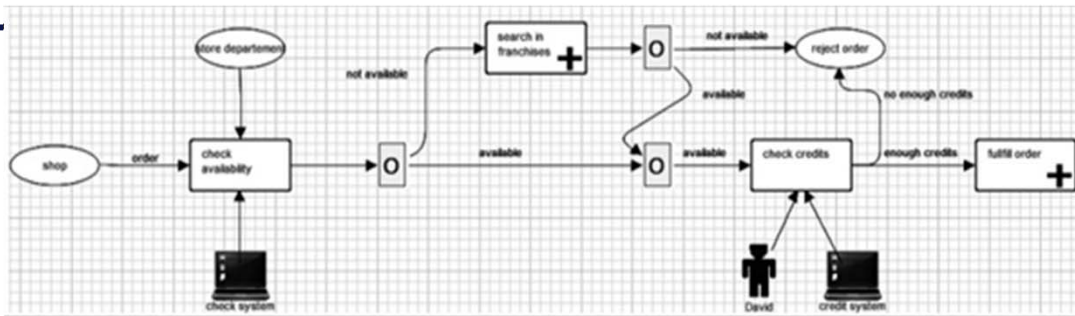 store departement
search in
franchises
O
not available
reject order
not available
available
no enough credits
shop
order
check
availability
O
available
O
available
check credits
enough credits
fullfill order
check system
David
credit system